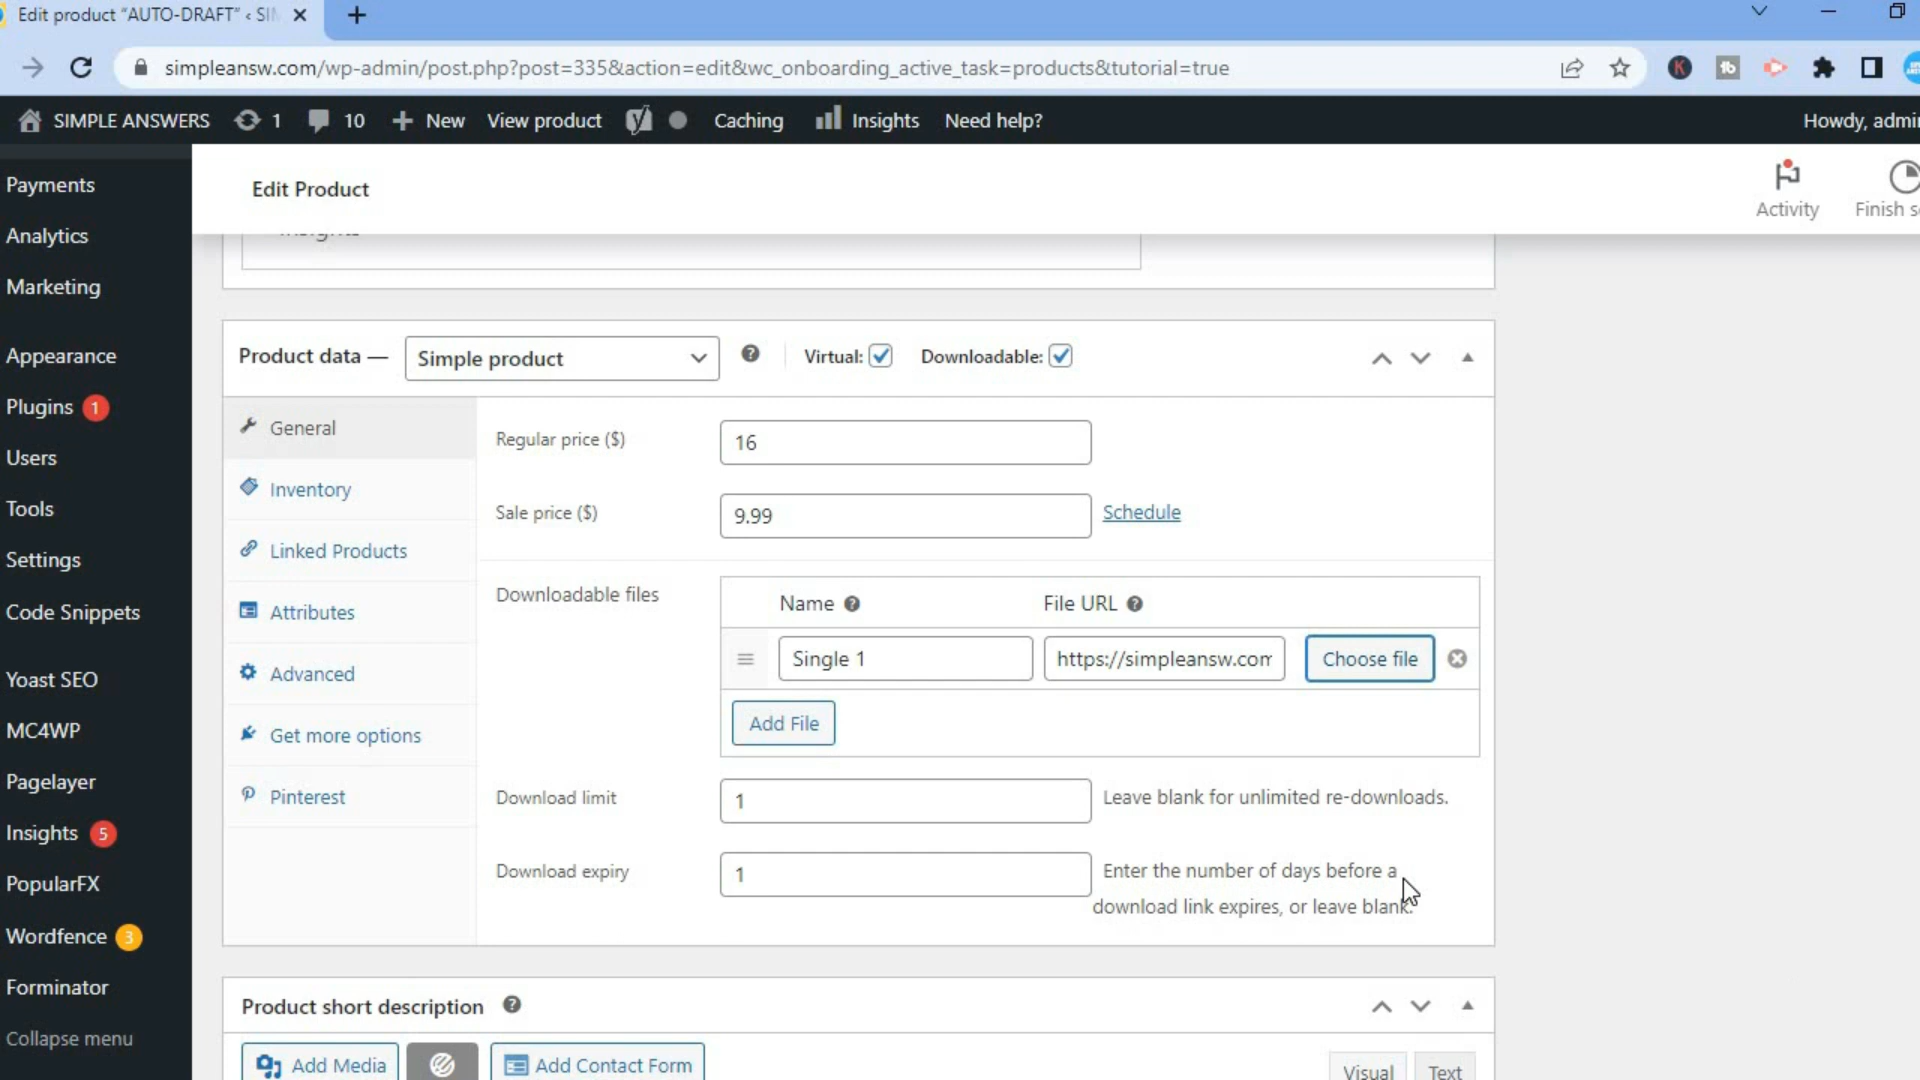 Edit product “AUTO-DRAFT” ‹ SI
simpleansw.com/wp-admin/post.php?post=335&action=edit&wc_onboarding_active_task=products&tutorial=true
SIMPLE ANSWERS 1 10 New View product Caching Insights Need help? Howdy, admin
Payments
Analytics
Marketing
Appearance
Plugins 1
Users
Tools
Settings
Code Snippets
Yoast SEO
MC4WP
Pagelayer
Insights 5
PopularFX
Wordfence 3
Forminator
Collapse menu
Edit Product
Activity
Finish s
Insights
Product data — Simple product Virtual: Downloadable:
General
Inventory
Linked Products
Attributes
Advanced
Get more options
Pinterest
Regular price ($) 16
Sale price ($) 9.99 Schedule
Downloadable files
Name File URL
Single 1 https://simpleansw.com Choose file
Add File
Download limit 1 Leave blank for unlimited re-downloads.
Download expiry 1 Enter the number of days before a
download link expires, or leave blank.
Product short description
Add Media Add Contact Form Visual Text